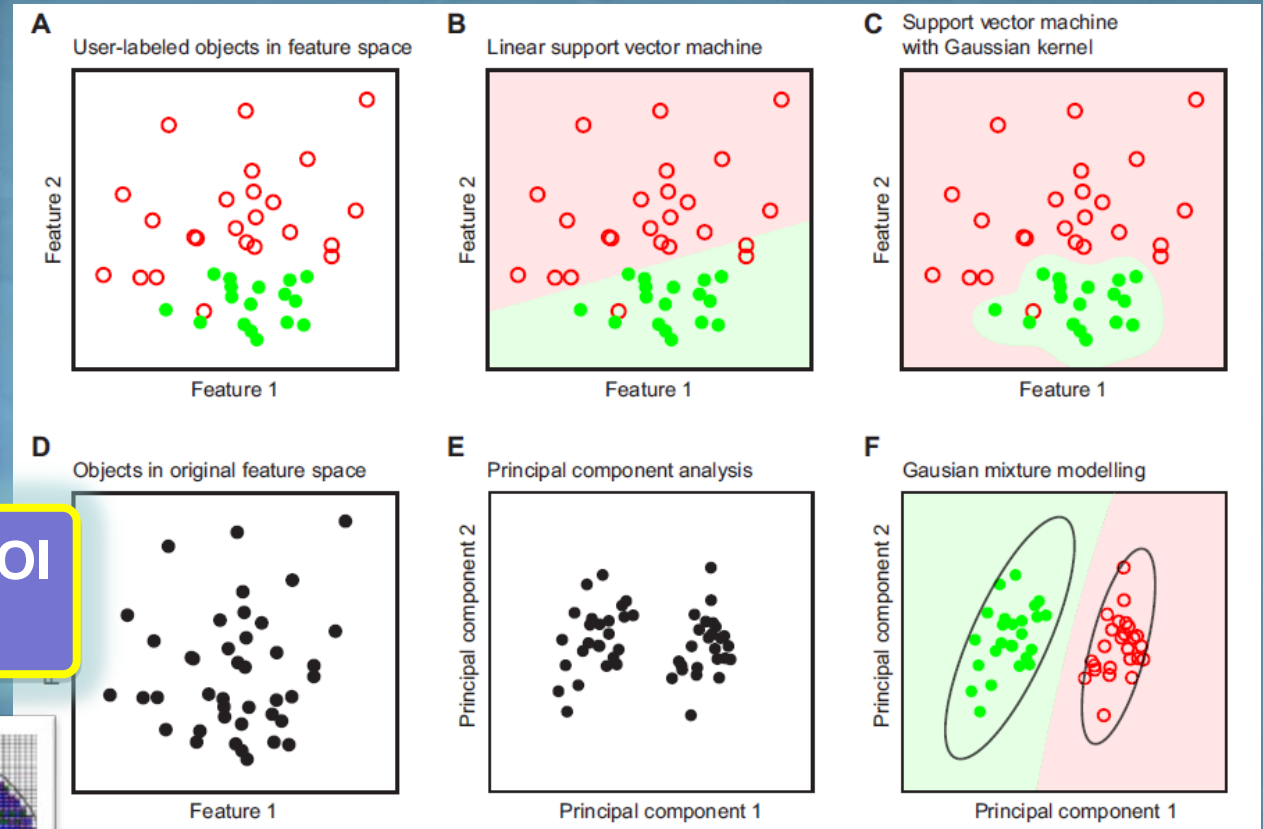 A
User-labeled objects in feature space
Feature 2
Feature 1
B
Linear support vector machine
Feature 2
Feature 1
C
Support vector machine
with Gaussian kernel
Feature 2
Feature 1
D
Objects in original feature space
Feature 1
OI
E
Principal component analysis
Principal component 2
Principal component 1
F
Gausian mixture modelling
Principal component 2
Principal component 1